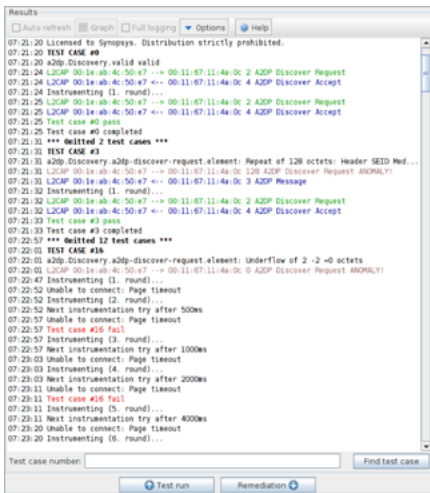 Results
Auto refresh Graph Full logging Options Help
07:21:20 Licensed to Synopsys. Distribution strictly prohibited.
07:21:20 TEST CASE #0
07:21:20 a2dp.Discovery.valid valid
07:21:24 L2CAP 00:1e:ab:4c:50:e7 --> 00:11:67:11:4a:0c 2 A2DP Discover Request
07:21:24 L2CAP 00:1e:ab:4c:50:e7 <-- 00:11:67:11:4a:0c 4 A2DP Discover Accept
07:21:24 Instrumenting (1. round)...
07:21:25 L2CAP 00:1e:ab:4c:50:e7 --> 00:11:67:11:4a:0c 2 A2DP Discover Request
07:21:25 L2CAP 00:1e:ab:4c:50:e7 <-- 00:11:67:11:4a:0c 4 A2DP Discover Accept
07:21:25 Test case #0 pass
07:21:25 Test case #0 completed
07:21:31 *** Omitted 2 test cases ***
07:21:31 TEST CASE #3
07:21:31 a2dp.Discovery.a2dp-discover-request.element: Repeat of 128 octets: Header SEID Med...
07:21:31 L2CAP 00:1e:ab:4c:50:e7 --> 00:11:67:11:4a:0c 128 A2DP Discover Request ANOMALY!
07:21:31 L2CAP 00:1e:ab:4c:50:e7 <-- 00:11:67:11:4a:0c 3 A2DP Message
07:21:32 Instrumenting (1. round)...
07:21:32 L2CAP 00:1e:ab:4c:50:e7 --> 00:11:67:11:4a:0c 2 A2DP Discover Request
07:21:32 L2CAP 00:1e:ab:4c:50:e7 <-- 00:11:67:11:4a:0c 4 A2DP Discover Accept
07:21:33 Test case #3 pass
07:21:33 Test case #3 completed
07:22:57 *** Omitted 12 test cases ***
07:22:01 TEST CASE #16
07:22:01 a2dp.Discovery.a2dp-discover-request.element: Underflow of 2 -2 =0 octets
07:22:01 L2CAP 00:1e:ab:4c:50:e7 --> 00:11:67:11:4a:0c 0 A2DP Discover Request ANOMALY!
07:22:47 Instrumenting (1. round)...
07:22:52 Unable to connect: Page timeout
07:22:52 Instrumenting (2. round)...
07:22:52 Next instrumentation try after 500ms
07:22:57 Unable to connect: Page timeout
07:22:57 Test case #16 fail
07:22:57 Instrumenting (3. round)...
07:22:57 Next instrumentation try after 1000ms
07:23:03 Unable to connect: Page timeout
07:23:03 Instrumenting (4. round)...
07:23:03 Next instrumentation try after 2000ms
07:23:11 Unable to connect: Page timeout
07:23:11 Test case #16 fail
07:23:11 Instrumenting (5. round)...
07:23:11 Next instrumentation try after 4000ms
07:23:20 Unable to connect: Page timeout
07:23:20 Instrumenting (6. round)...
Test case number: Find test case
Test run Remediation